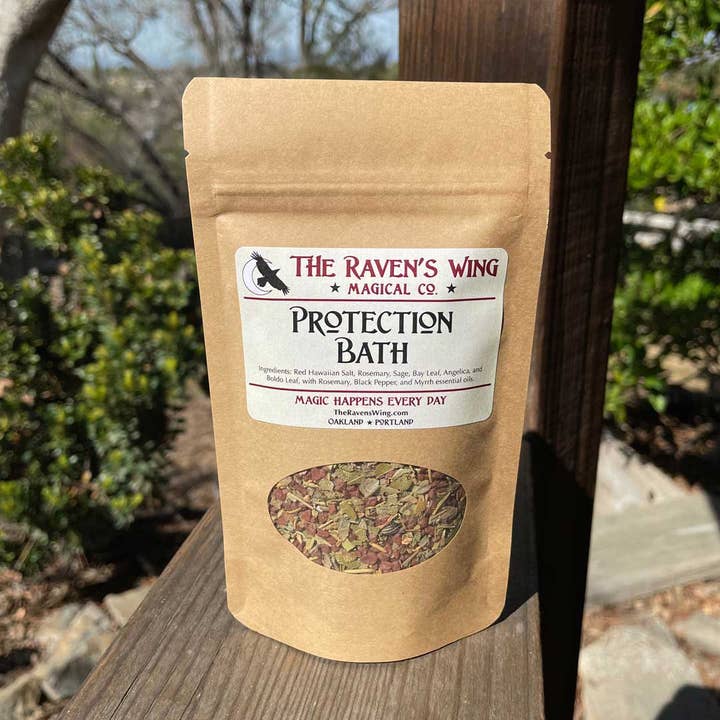 The Raven's Wing
★ Magical Co. ★
Protection
Bath
Ingredients: Red Hawaiian Salt, Rosemary, Sage, Bay Leaf, Angelica, and
Boldo Leaf, with Rosemary, Black Pepper, and Myrrh essential oils.
Magic Happens Every Day
TheRavensWing.com
Oakland ★ Portland